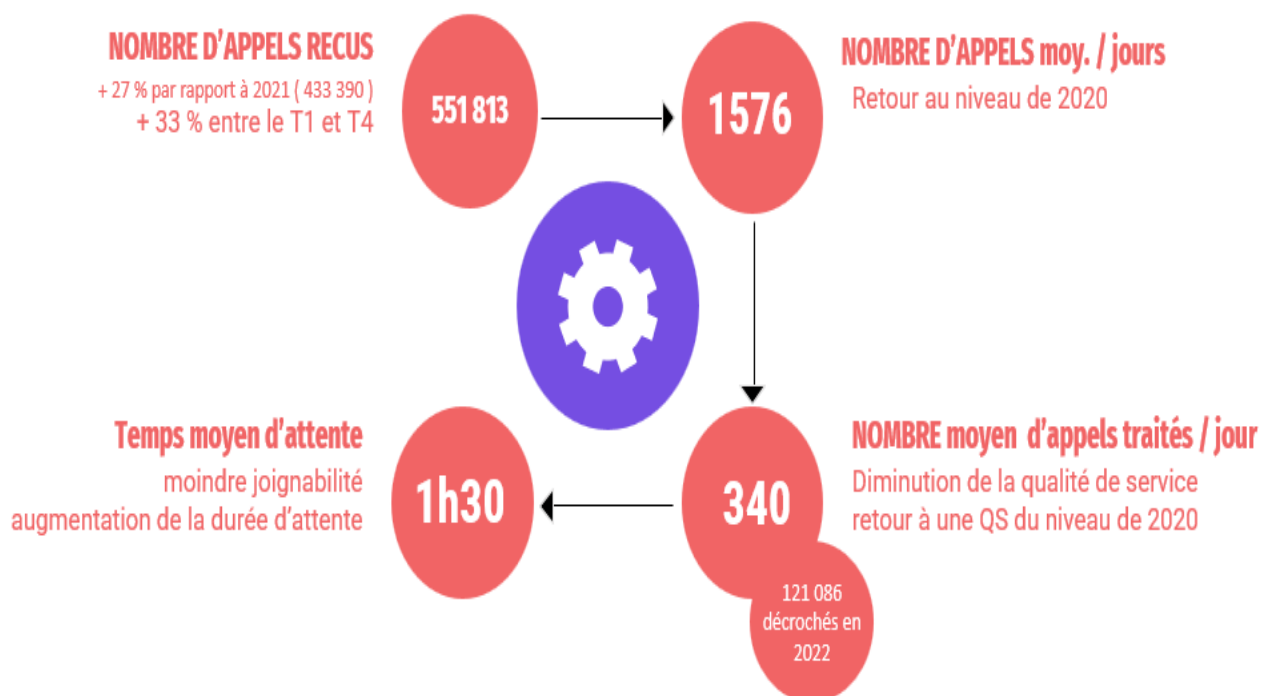 NOMBRE D'APPELS RECUS
+ 27 % par rapport à 2021 ( 433 390 )
+ 33 % entre le T1 et T4
551 813
1576
NOMBRE D'APPELS moy. / jours
Retour au niveau de 2020
Temps moyen d'attente
moindre joignabilité
augmentation de la durée d'attente
1h30
340
NOMBRE moyen d'appels traités / jour
Diminution de la qualité de service
retour à une QS du niveau de 2020
121 086
décrochés en
2022